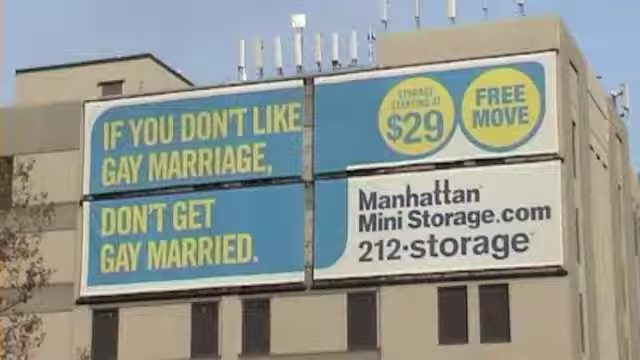 IF YOU DON'T LIKE
GAY MARRIAGE,
DON'T GET
GAY MARRIED.
STORAGE
STARTING AT
$29
FREE
MOVE
Manhattan
Mini Storage.com
212·storage